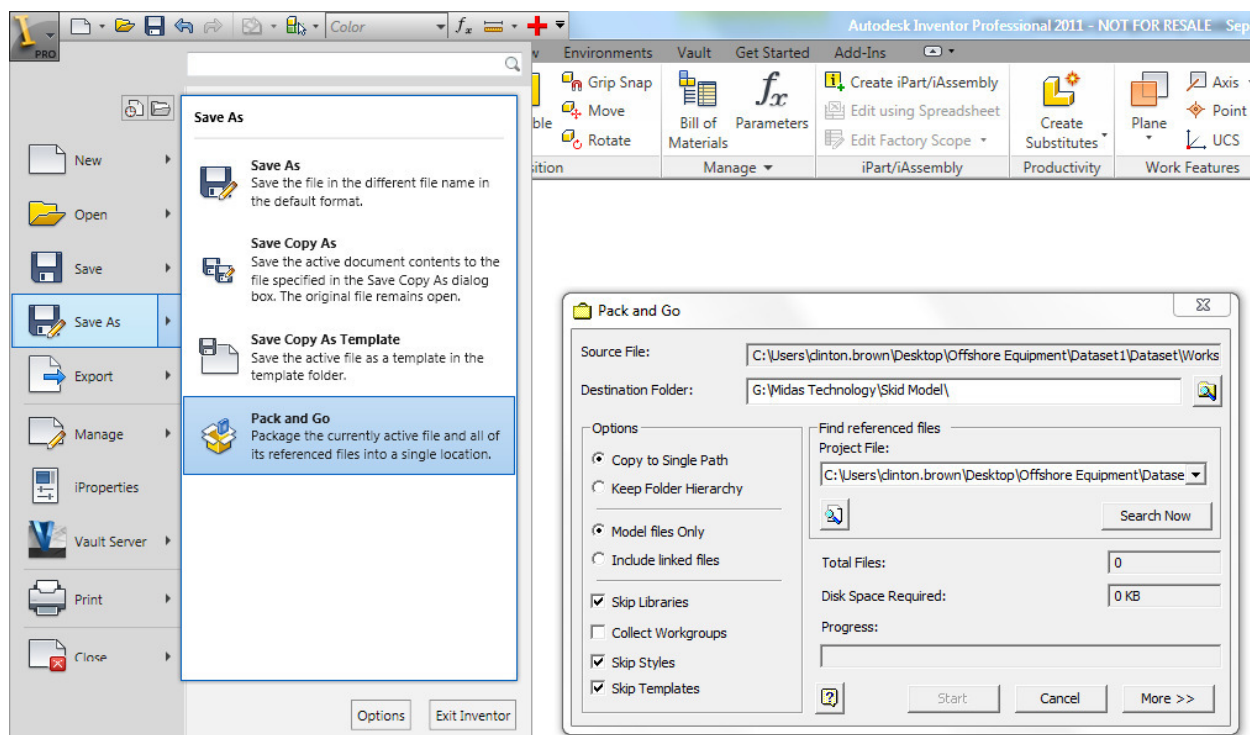 PRO
Color
fx
Autodesk Inventor Professional 2011 - NOT FOR RESALE Sep
w Environments Vault Get Started Add-Ins
Grip Snap
Move
Rotate
ble
ition
Bill of
Materials
fx
Parameters
Manage
Create iPart/iAssembly
Edit using Spreadsheet
Edit Factory Scope
iPart/iAssembly
Create
Substitutes
Productivity
Plane
Axis
Point
UCS
Work Features
New
Open
Save
Save As
Export
Manage
iProperties
Vault Server
Print
Close
Save As
Save As
Save the file in the different file name in
the default format.
Save Copy As
Save the active document contents to the
file specified in the Save Copy As dialog
box. The original file remains open.
Save Copy As Template
Save the active file as a template in the
template folder.
Pack and Go
Package the currently active file and all of
its referenced files into a single location.
Options
Exit Inventor
Pack and Go
Source File:
C:\Users\clinton.brown\Desktop\Offshore Equipment\Dataset1\Dataset\Works
Destination Folder:
G:\Midas Technology\Skid Model\
Options
Copy to Single Path
Keep Folder Hierarchy
Model files Only
Include linked files
Skip Libraries
Collect Workgroups
Skip Styles
Skip Templates
Find referenced files
Project File:
C:\Users\clinton.brown\Desktop\Offshore Equipment\Datase
Search Now
Total Files:
0
Disk Space Required:
0 KB
Progress:
Start
Cancel
More >>